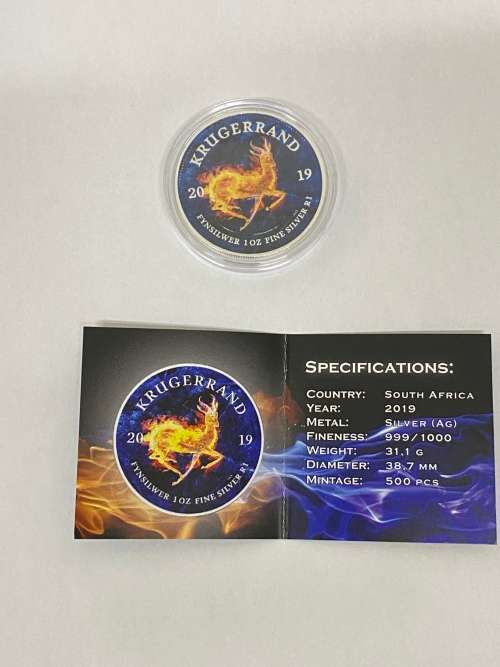 KRUGERRAND
20 19
FYNSILWER 1 OZ FINE SILVER R1
KRUGERRAND
20 19
FYNSILWER 1 OZ FINE SILVER R1
SPECIFICATIONS:
COUNTRY: SOUTH AFRICA
YEAR: 2019
METAL: SILVER (AG)
FINENESS: 999/1000
WEIGHT: 31,1 G
DIAMETER: 38,7 MM
MINTAGE: 500 PCS